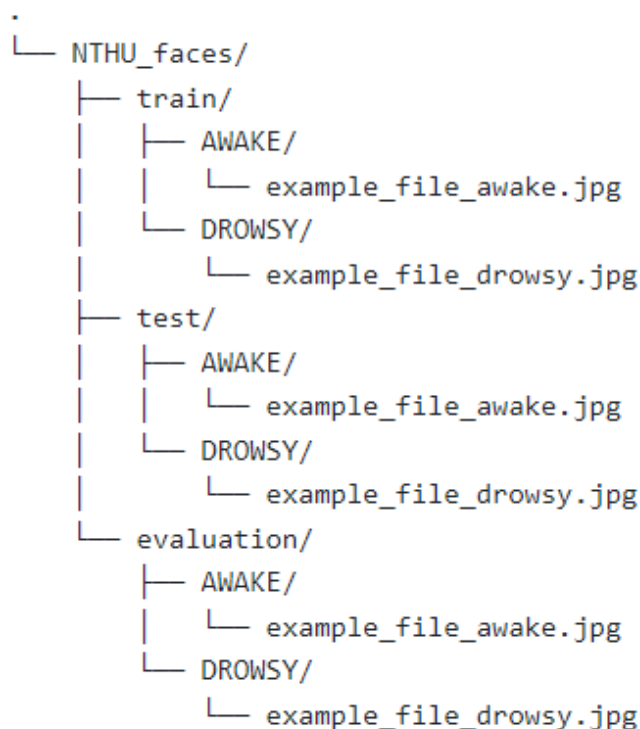 .
└── NTHU_faces/
    ├── train/
    │   ├── AWAKE/
    │   │   └── example_file_awake.jpg
    │   └── DROWSY/
    │       └── example_file_drowsy.jpg
    ├── test/
    │   ├── AWAKE/
    │   │   └── example_file_awake.jpg
    │   └── DROWSY/
    │       └── example_file_drowsy.jpg
    └── evaluation/
        ├── AWAKE/
        │   └── example_file_awake.jpg
        └── DROWSY/
            └── example_file_drowsy.jpg